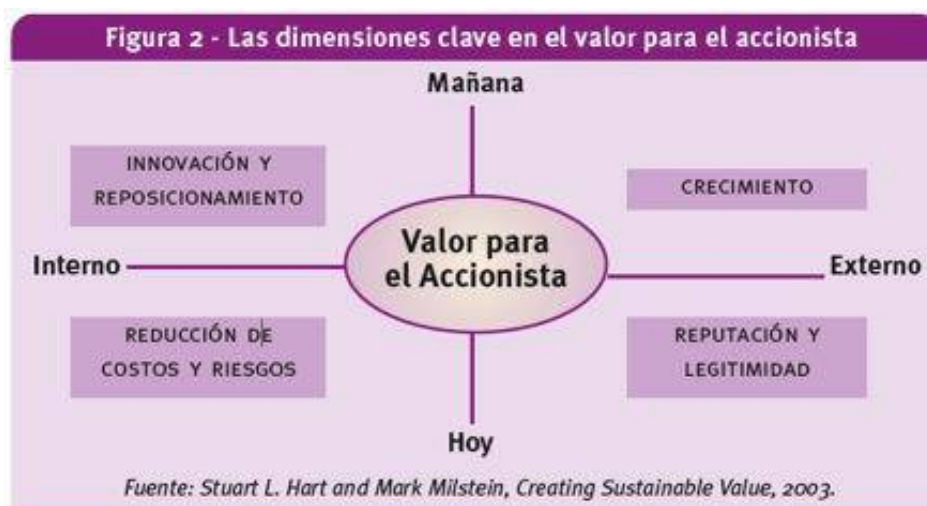 Figura 2 - Las dimensiones clave en el valor para el accionista
Mañana
INNOVACIÓN Y
REPOSICIONAMIENTO
CRECIMIENTO
Interno
Valor para
el Accionista
Externo
REDUCCIÓN DE
COSTOS Y RIESGOS
REPUTACIÓN Y
LEGITIMIDAD
Hoy
Fuente: Stuart L. Hart and Mark Milstein, Creating Sustainable Value, 2003.